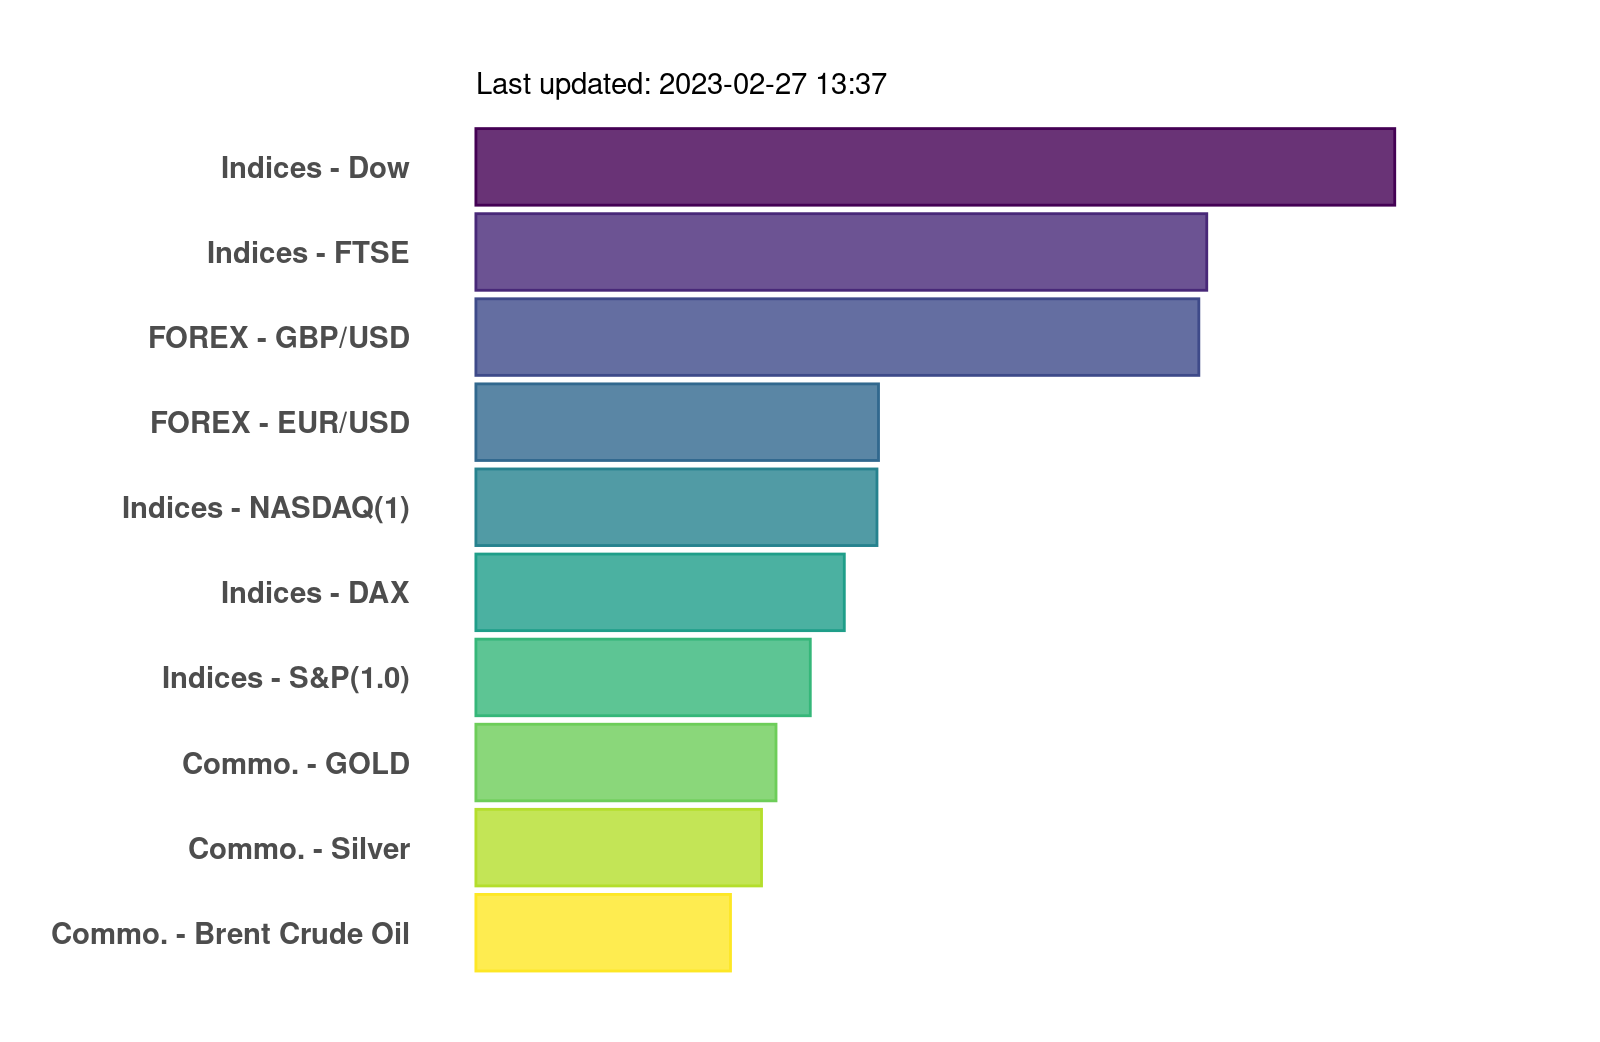 Last updated: 2023-02-27 13:37
Indices - Dow
Indices - FTSE
FOREX - GBP/USD
FOREX - EUR/USD
Indices - NASDAQ(1)
Indices - DAX
Indices - S&P(1.0)
Commo. - GOLD
Commo. - Silver
Commo. - Brent Crude Oil